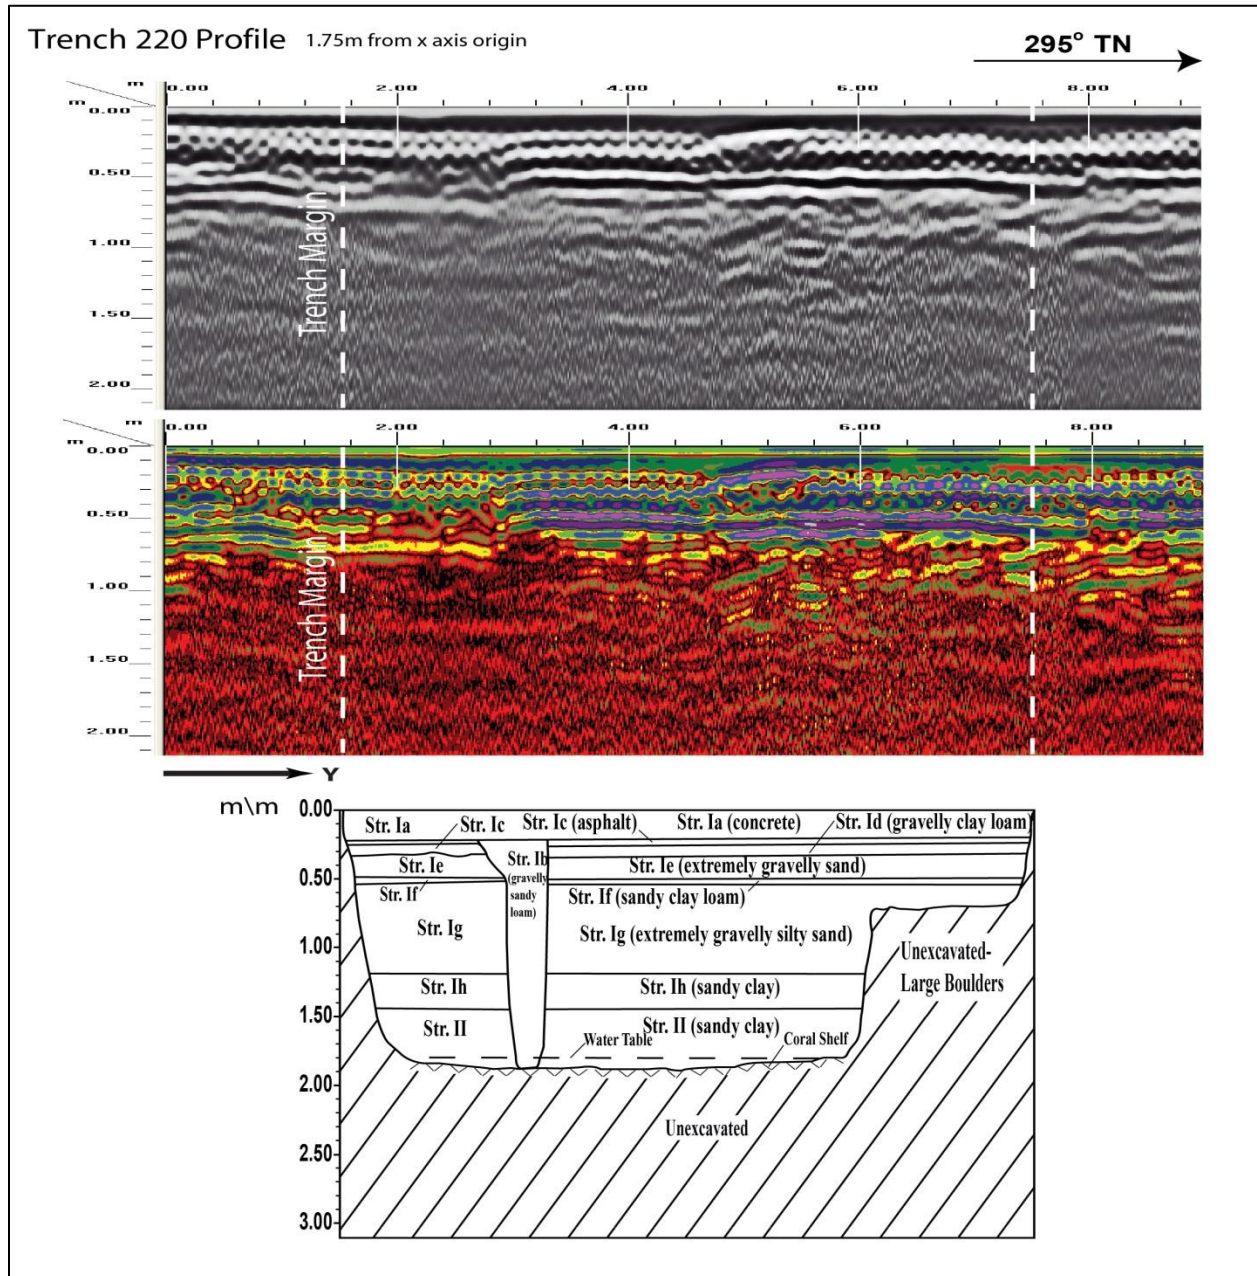 Trench 220 Profile 1.75m from x axis origin
295° TN
m 0.00 2.00 4.00 6.00 8.00
m 0.00
0.50
1.00
1.50
2.00
Trench Margin
m 0.00 2.00 4.00 6.00 8.00
m 0.00
0.50
1.00
1.50
2.00
Trench Margin
Y
m\m
0.00
0.50
1.00
1.50
2.00
2.50
3.00
Str. Ia
Str. Ic
Str. Ic (asphalt)
Str. Ia (concrete)
Str. Id (gravelly clay loam)
Str. Ie
Str. Ib
(gravelly
sandy
loam)
Str. Ie (extremely gravelly sand)
Str. If
Str. If (sandy clay loam)
Str. Ig
Str. Ig (extremely gravelly silty sand)
Unexcavated-
Large Boulders
Str. Ih
Str. Ih (sandy clay)
Str. II
Str. II (sandy clay)
Water Table
Coral Shelf
Unexcavated